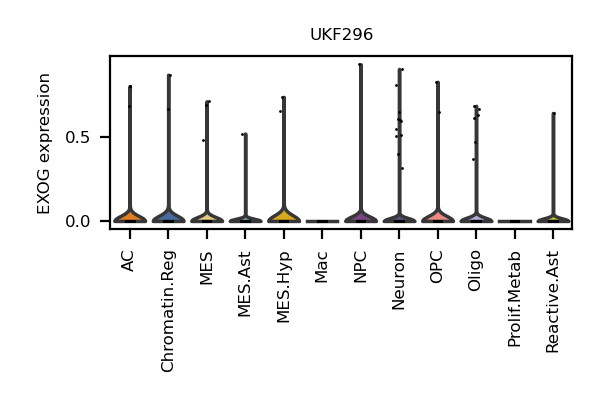 UKF296
EXOG expression
0.5
0.0
AC
Chromatin.Reg
MES
MES.Ast
MES.Hyp
Mac
NPC
Neuron
OPC
Oligo
Prolif.Metab
Reactive.Ast